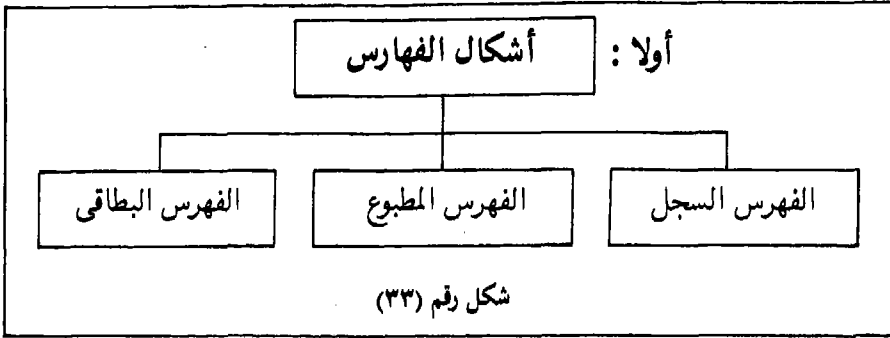 أولا : أشكال الفهارس
الفهرس السجل الفهرس المطبوع الفهرس البطاقى
شكل رقم (٣٣)